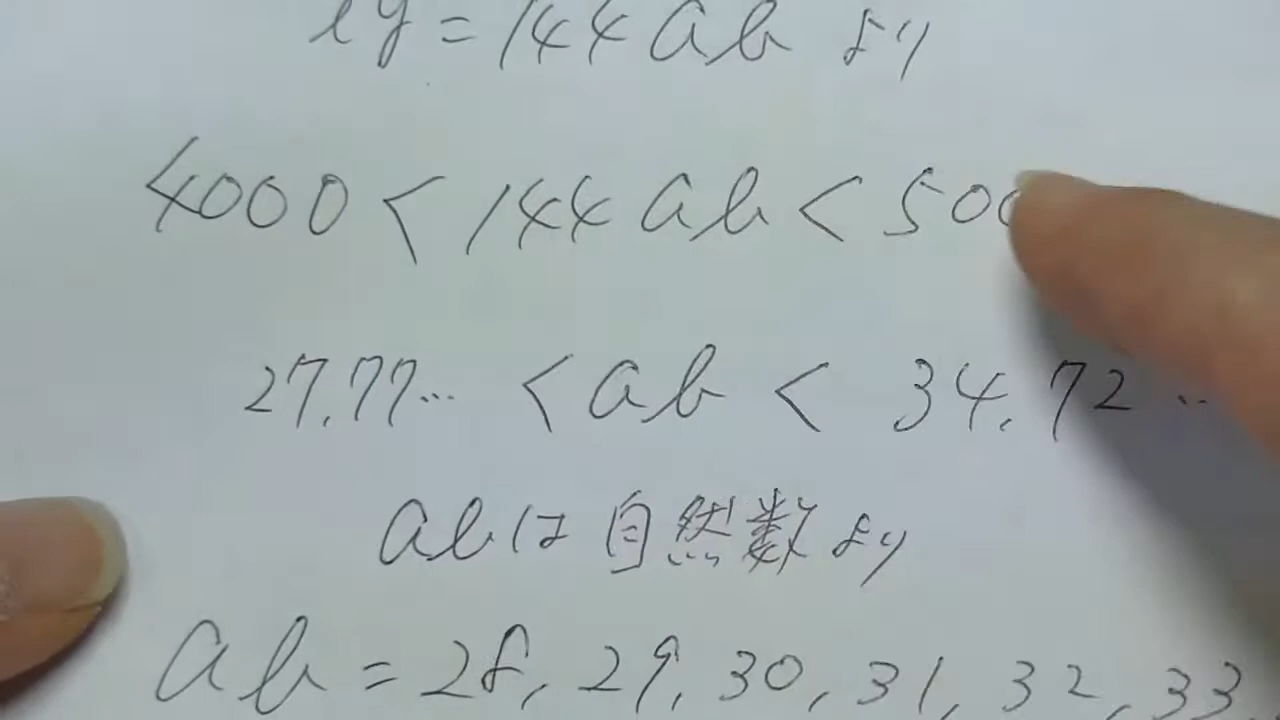 xy=144ab より
4000<144ab<500
27.77…<ab<34.72…
abは自然数より
ab=28,29,30,31,32,33,